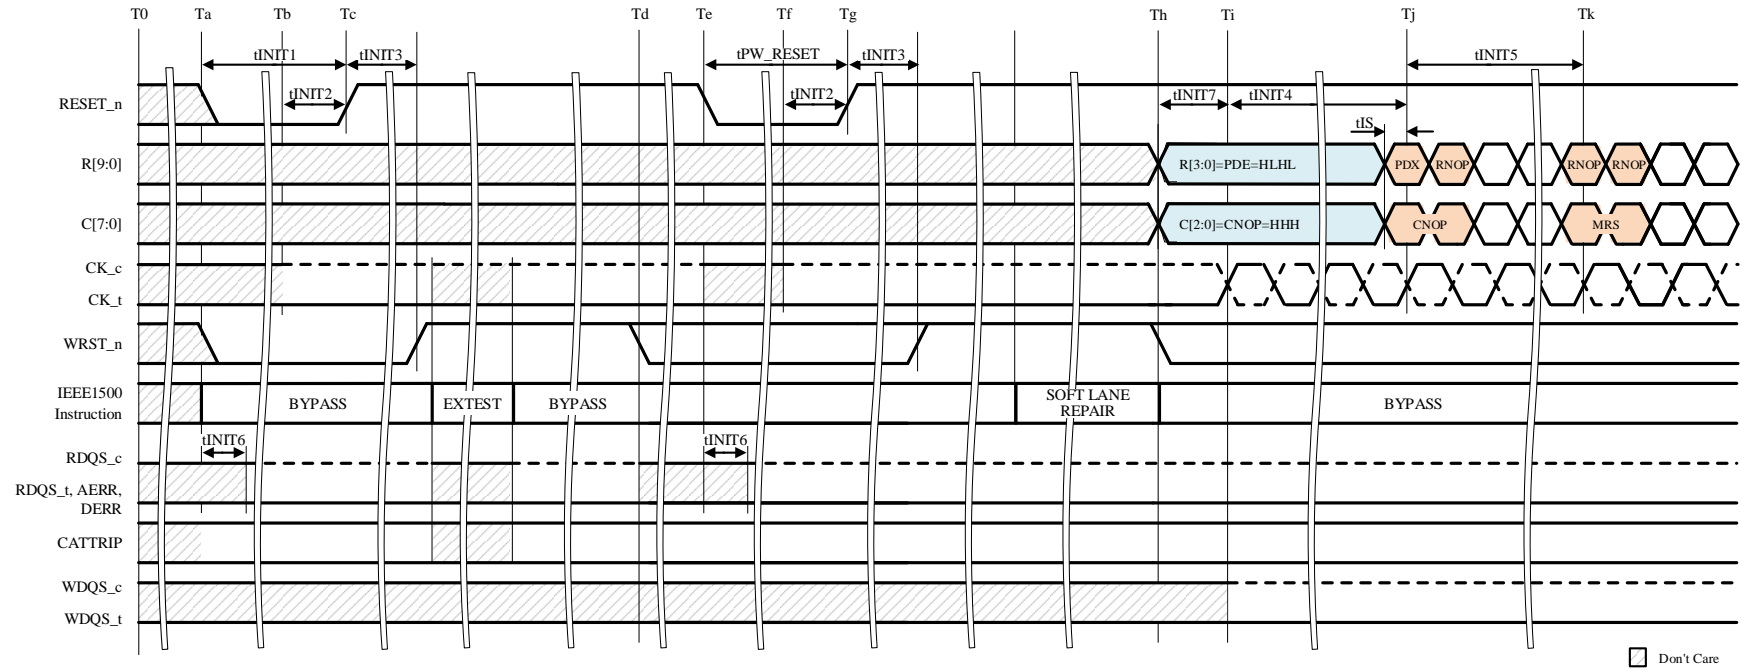 T0 Ta Tb Tc Td Te Tf Tg Th Ti Tj Tk
tINIT1 tINIT3 tPW_RESET tINIT3 tINIT5
RESET_n tINIT2 tINIT2 tINIT7 tINIT4
tIS
R[9:0] R[3:0]=PDE=HLHL PDX RNOP RNOP RNOP
C[7:0] C[2:0]=CNOP=HHH CNOP MRS
CK_c
CK_t
WRST_n
IEEE1500
Instruction
BYPASS EXTEST BYPASS SOFT LANE
REPAIR BYPASS
tINIT6 tINIT6
RDQS_c
RDQS_t, AERR,
DERR
CATTRIP
WDQS_c
WDQS_t
Don't Care